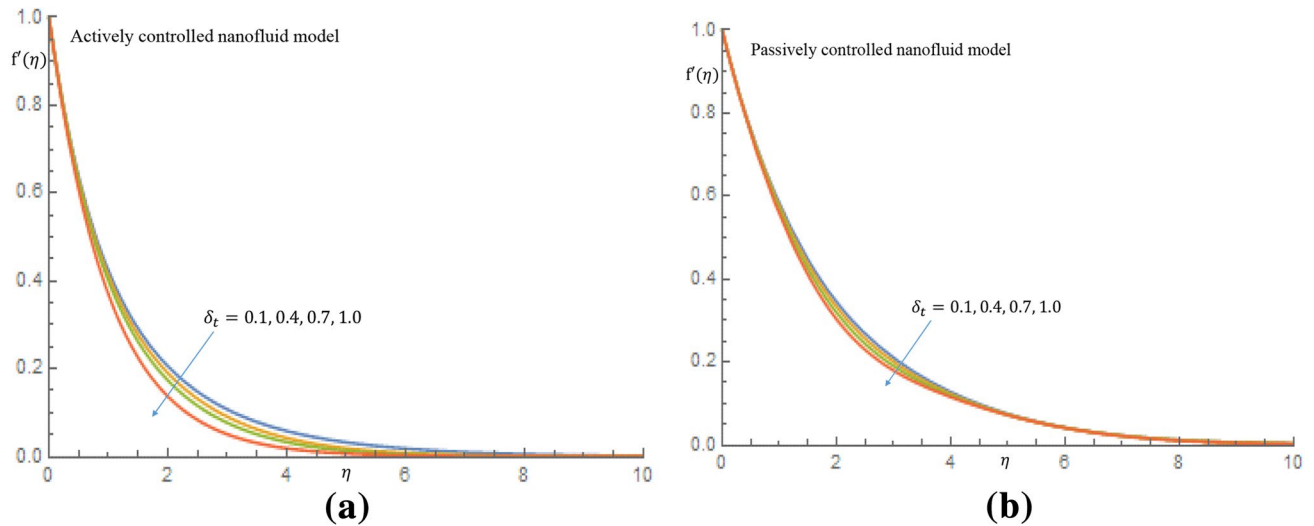 Actively controlled nanofluid model
f′(η)
1.0
0.8
0.6
0.4
0.2
0.0
δt = 0.1, 0.4, 0.7, 1.0
0 2 4 6 8 10
η
(a)
Passively controlled nanofluid model
f′(η)
1.0
0.8
0.6
0.4
0.2
0.0
δt = 0.1, 0.4, 0.7, 1.0
0 2 4 6 8 10
η
(b)